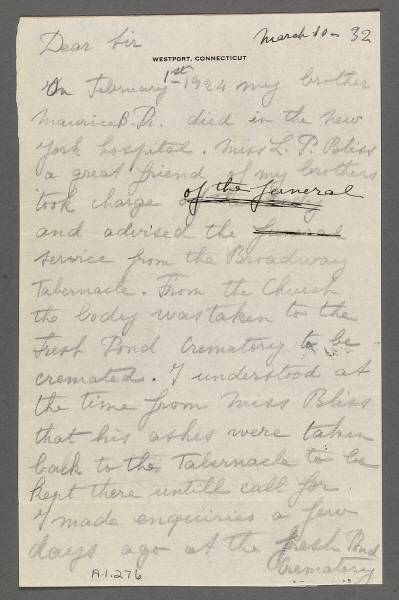 Dear Sir
March 10 - 32
WESTPORT, CONNECTICUT
On February 1st - 1924 my brother
Maurice B. Pr. died in the New
York hospital. Miss L. P. Bliss
a great friend of my brothers
took charge of the funeral
and advised the funeral
service from the Broadway
Tabernacle. From the Church
the body was taken to the
Fresh Pond Crematory to be
cremated. I understood at
the time from Miss Bliss
that his ashes were taken
back to the Tabernacle to be
kept there untill call for.
I made enquiries a few
days ago at the Fresh Pond
Crematory
A.1.276